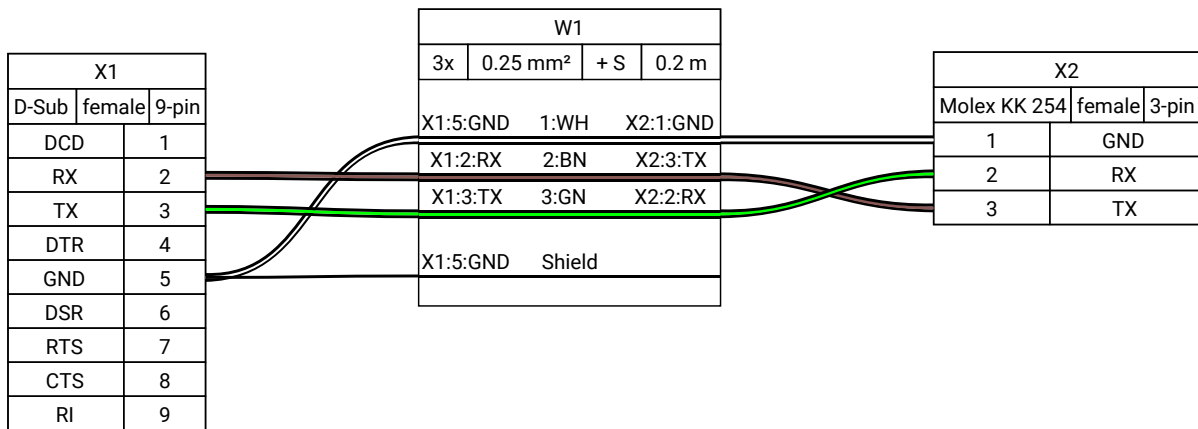 X1
D-Sub female 9-pin
DCD 1
RX 2
TX 3
DTR 4
GND 5
DSR 6
RTS 7
CTS 8
RI 9
W1
3x 0.25 mm² + S 0.2 m
X1:5:GND 1:WH X2:1:GND
X1:2:RX 2:BN X2:3:TX
X1:3:TX 3:GN X2:2:RX
X1:5:GND Shield
X2
Molex KK 254 female 3-pin
1 GND
2 RX
3 TX